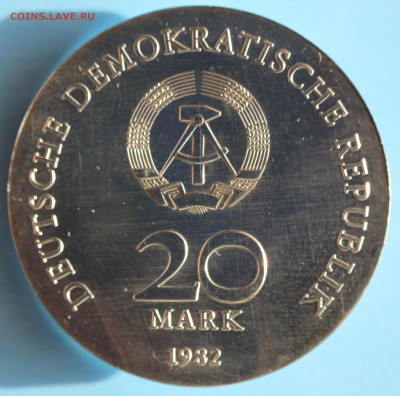 COINS.LAVE.RU
DEUTSCHE DEMOKRATISCHE REPUBLIK
20
MARK
1982